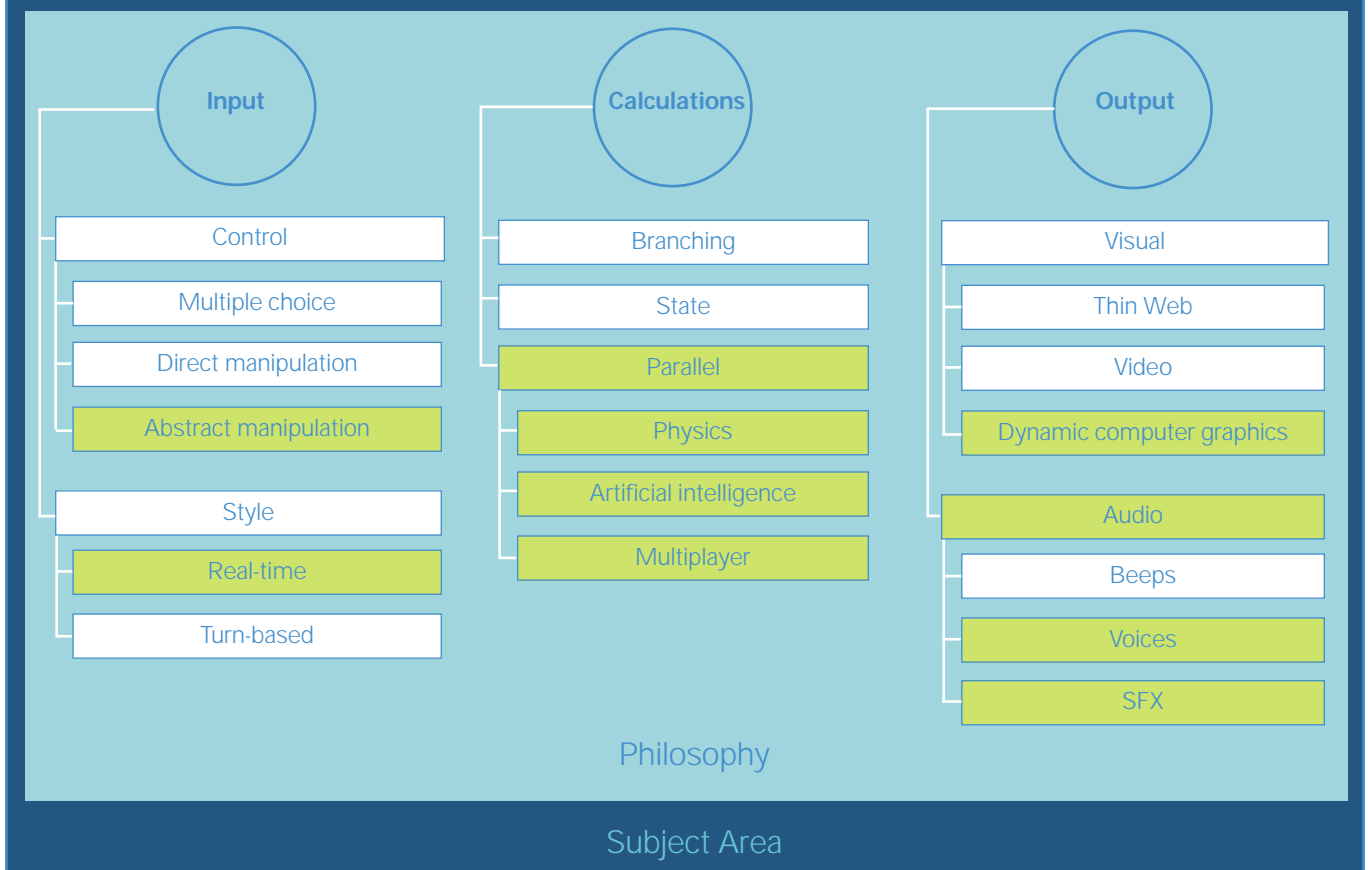 Input
Control
Multiple choice
Direct manipulation
Abstract manipulation
Style
Real-time
Turn-based
Calculations
Branching
State
Parallel
Physics
Artificial intelligence
Multiplayer
Output
Visual
Thin Web
Video
Dynamic computer graphics
Audio
Beeps
Voices
SFX
Philosophy
Subject Area